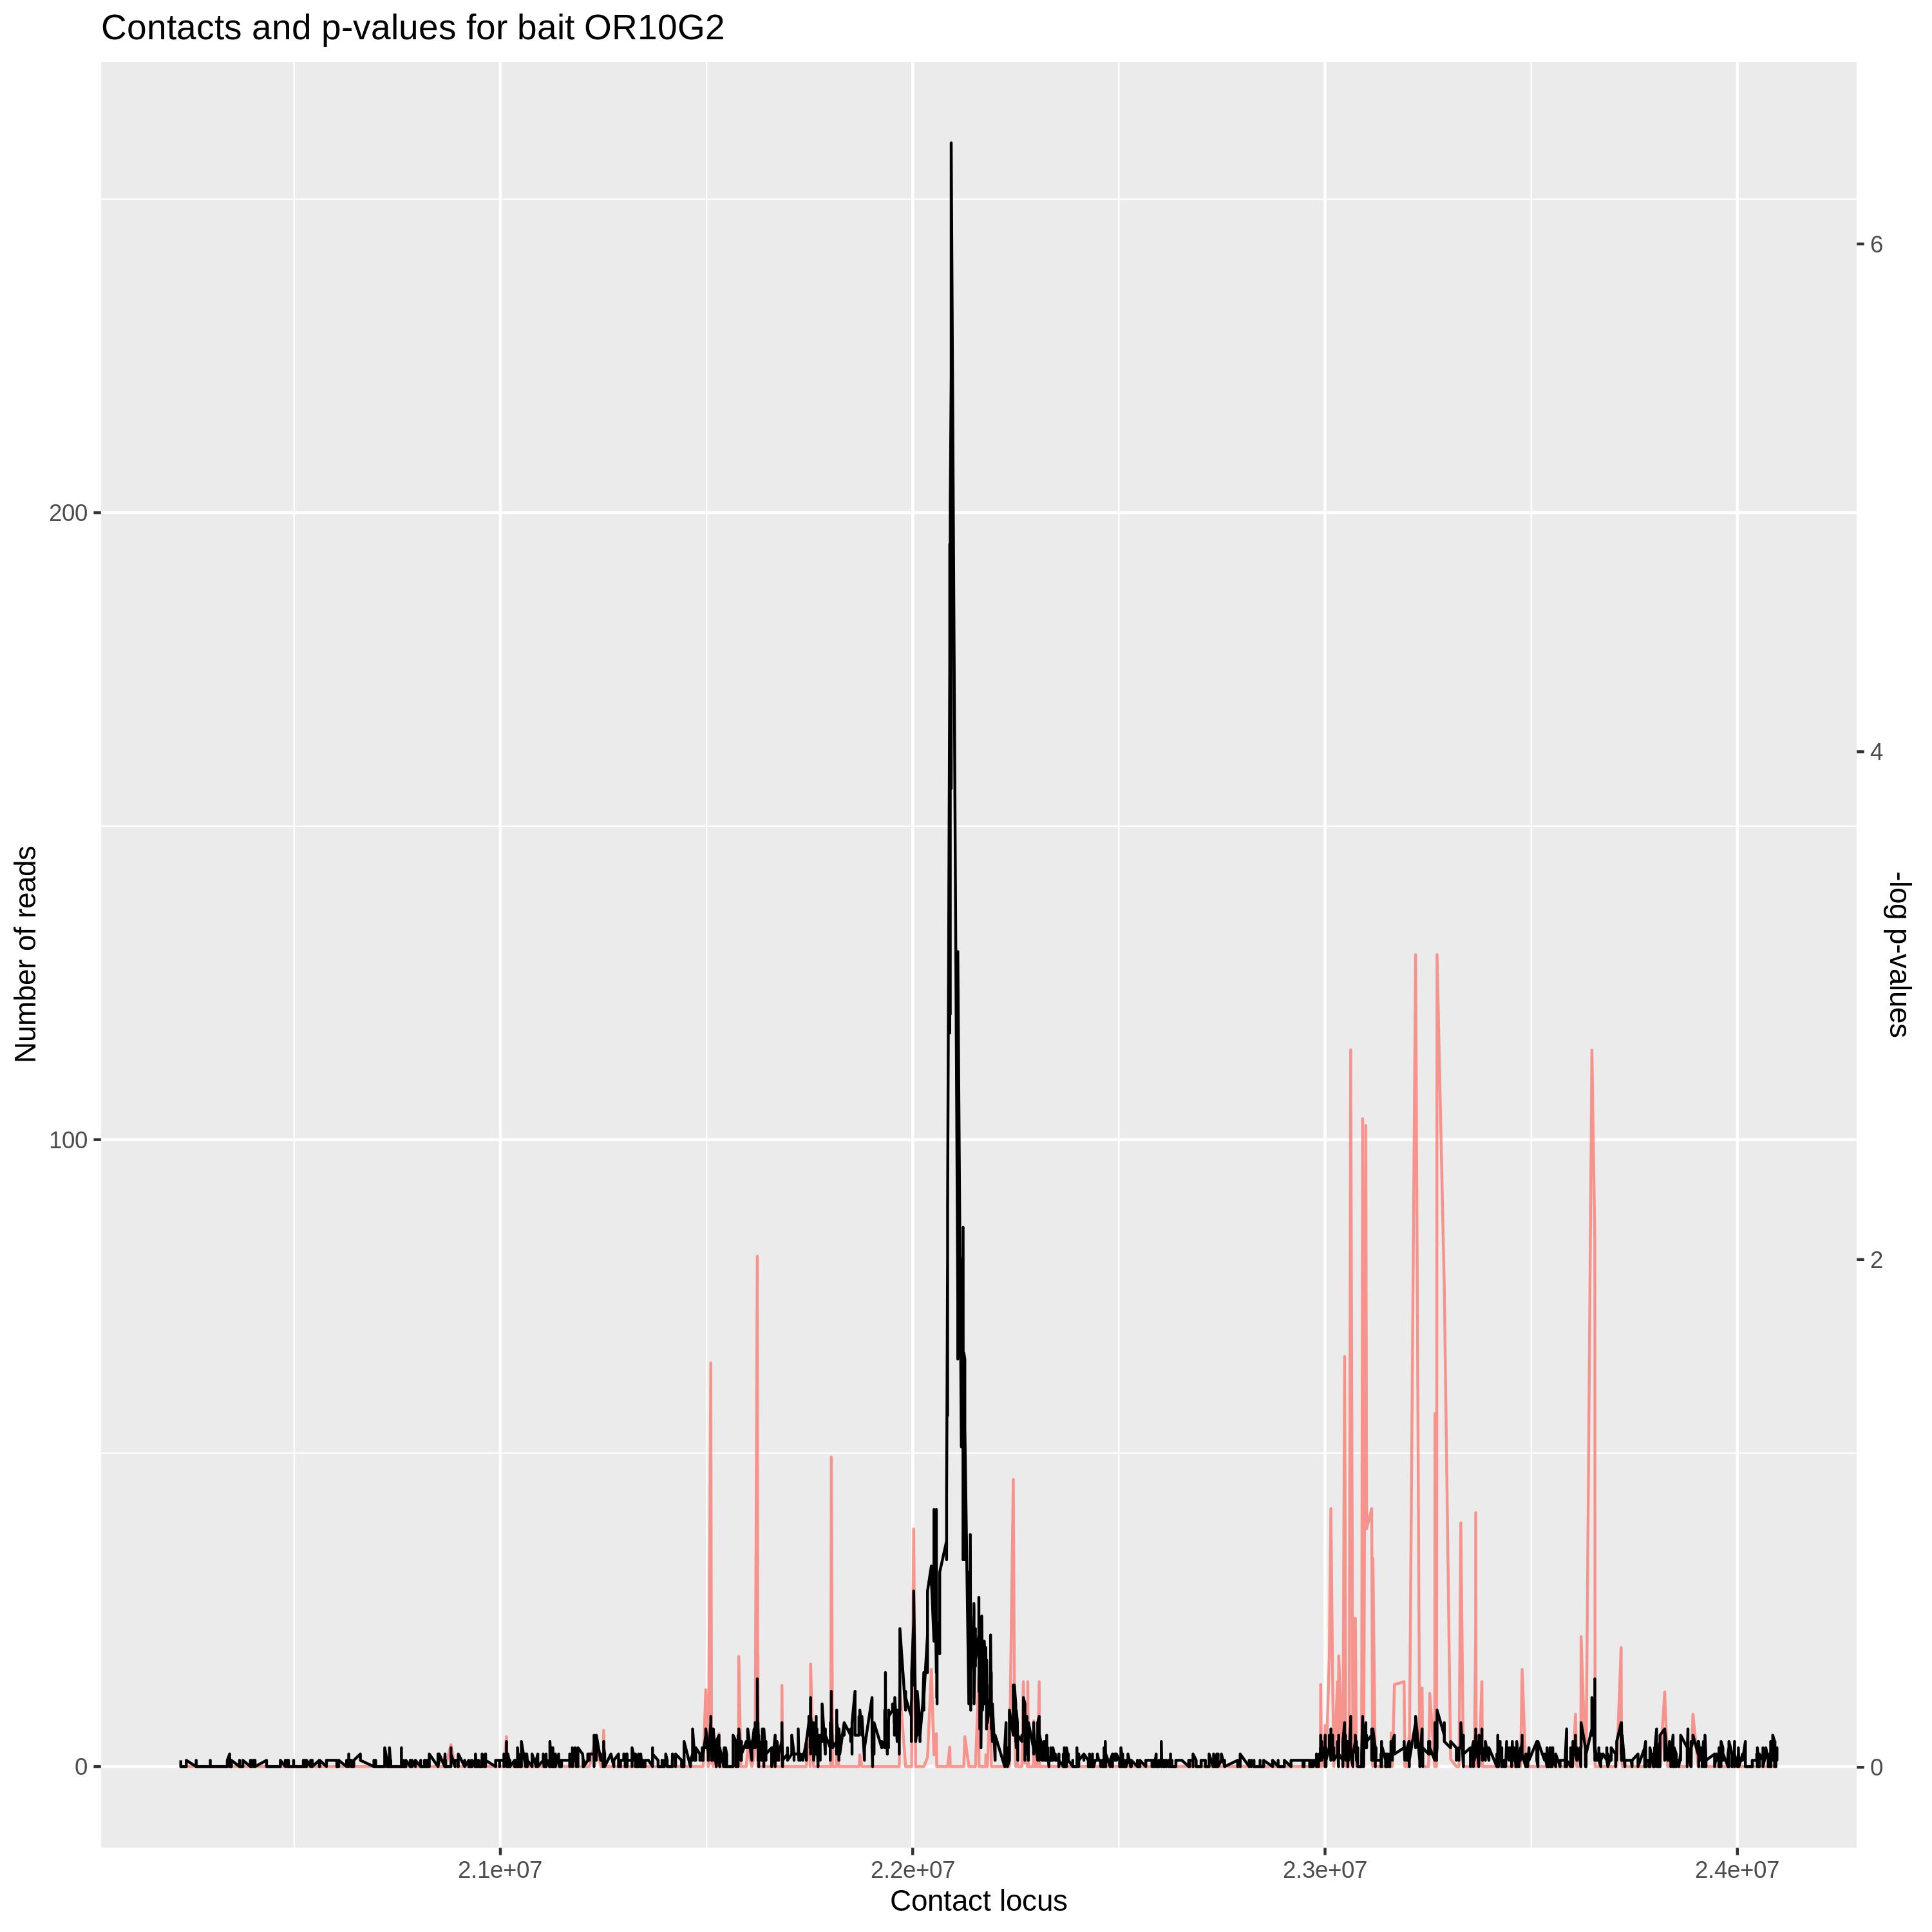 Contacts and p-values for bait OR10G2
Number of reads
200
100
0
6
4
2
0
-log p-values
2.1e+07
2.2e+07
2.3e+07
2.4e+07
Contact locus